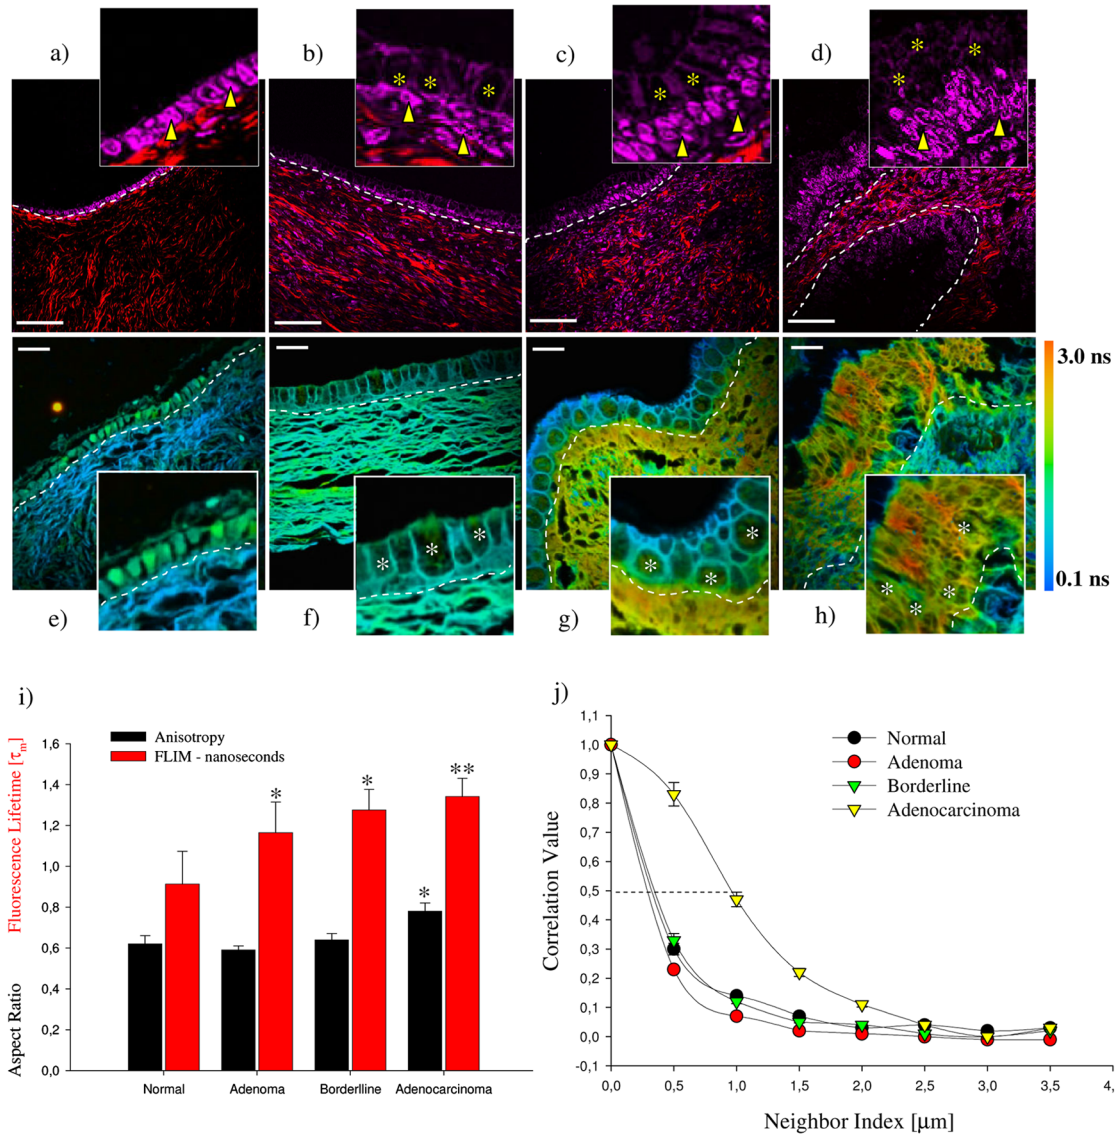 a)
b)
c)
d)
* *
*
* *
*
* *
*
3.0 ns
0.1 ns
* * *
* *
*
* * * *
e)
f)
g)
h)
i)
Anisotropy
FLIM - nanoseconds
Aspect Ratio Fluorescence Lifetime [τm]
1,6
1,4
1,2
1,0
0,8
0,6
0,4
0,2
0,0
*
*
**
*
Normal Adenoma Borderlline Adenocarcinoma
j)
Normal
Adenoma
Borderline
Adenocarcinoma
Correlation Value
1,1
1,0
0,9
0,8
0,7
0,6
0,5
0,4
0,3
0,2
0,1
0,0
-0,1
0,0 0,5 1,0 1,5 2,0 2,5 3,0 3,5 4,
Neighbor Index [μm]